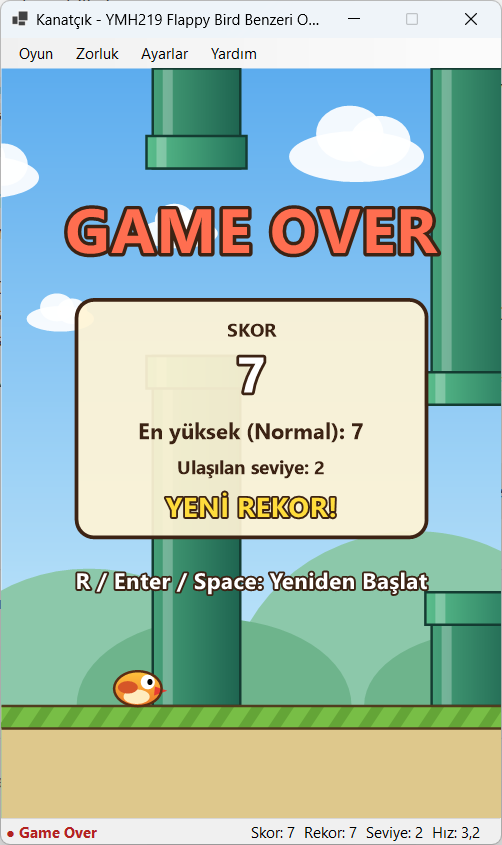 Kanatçık - YMH219 Flappy Bird Benzeri O...
Oyun Zorluk Ayarlar Yardım
GAME OVER
SKOR
7
En yüksek (Normal): 7
Ulaşılan seviye: 2
YENİ REKOR!
R / Enter / Space: Yeniden Başlat
● Game Over Skor: 7 Rekor: 7 Seviye: 2 Hız: 3,2